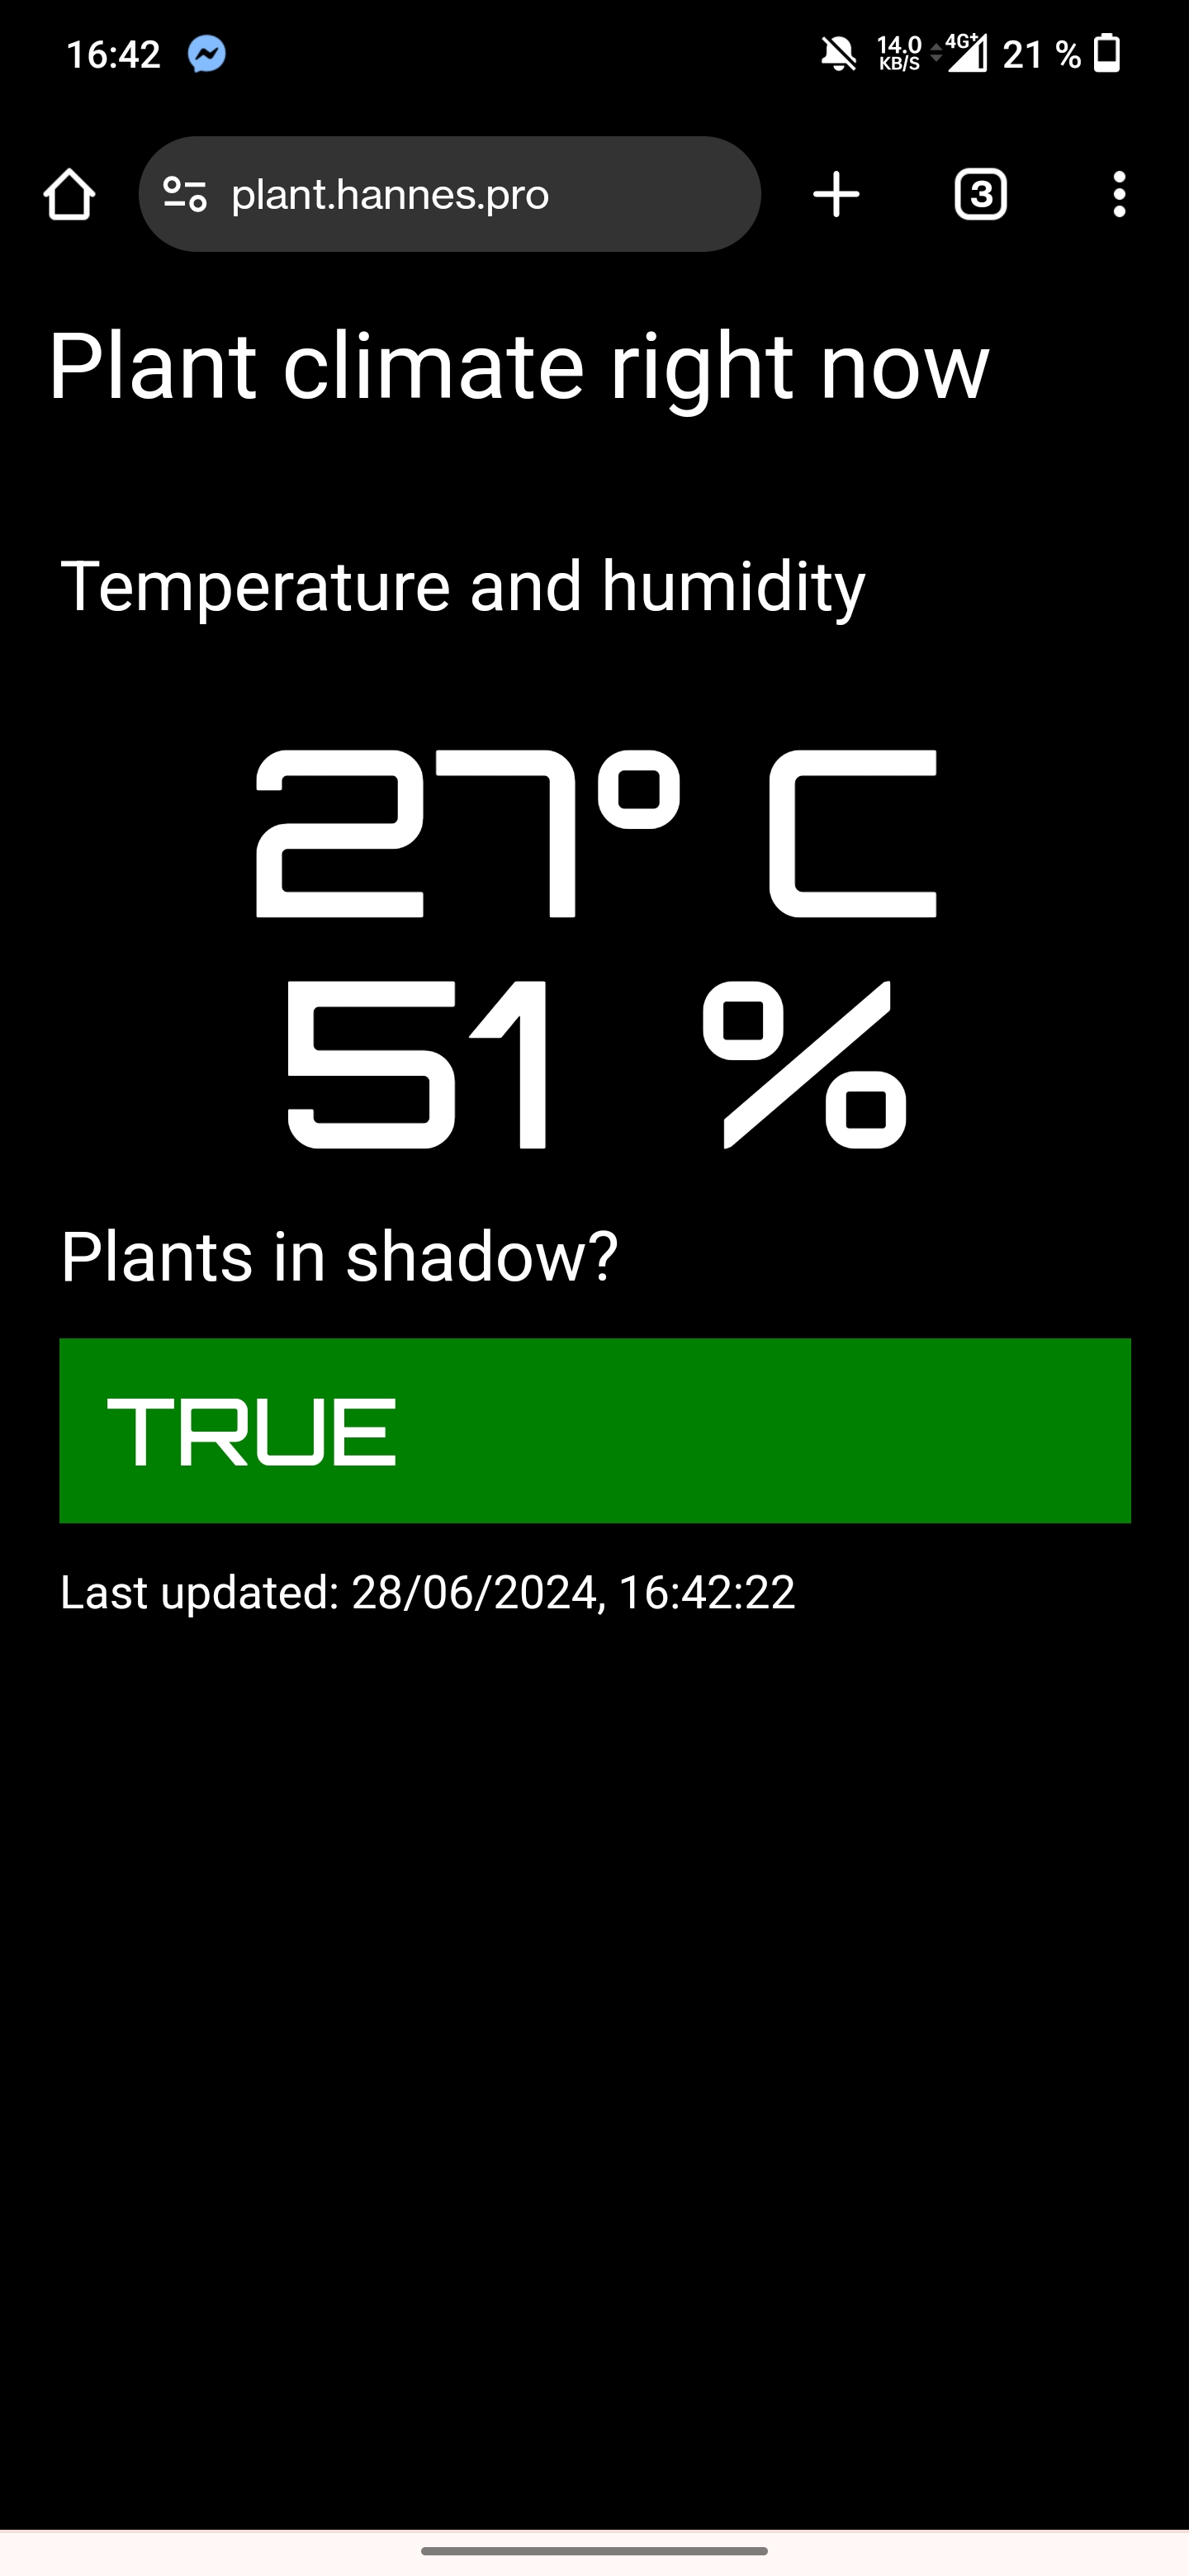 16:42 14.0 KB/S 4G+ 21 %
plant.hannes.pro 3
Plant climate right now
Temperature and humidity
27° C
51 %
Plants in shadow?
TRUE
Last updated: 28/06/2024, 16:42:22